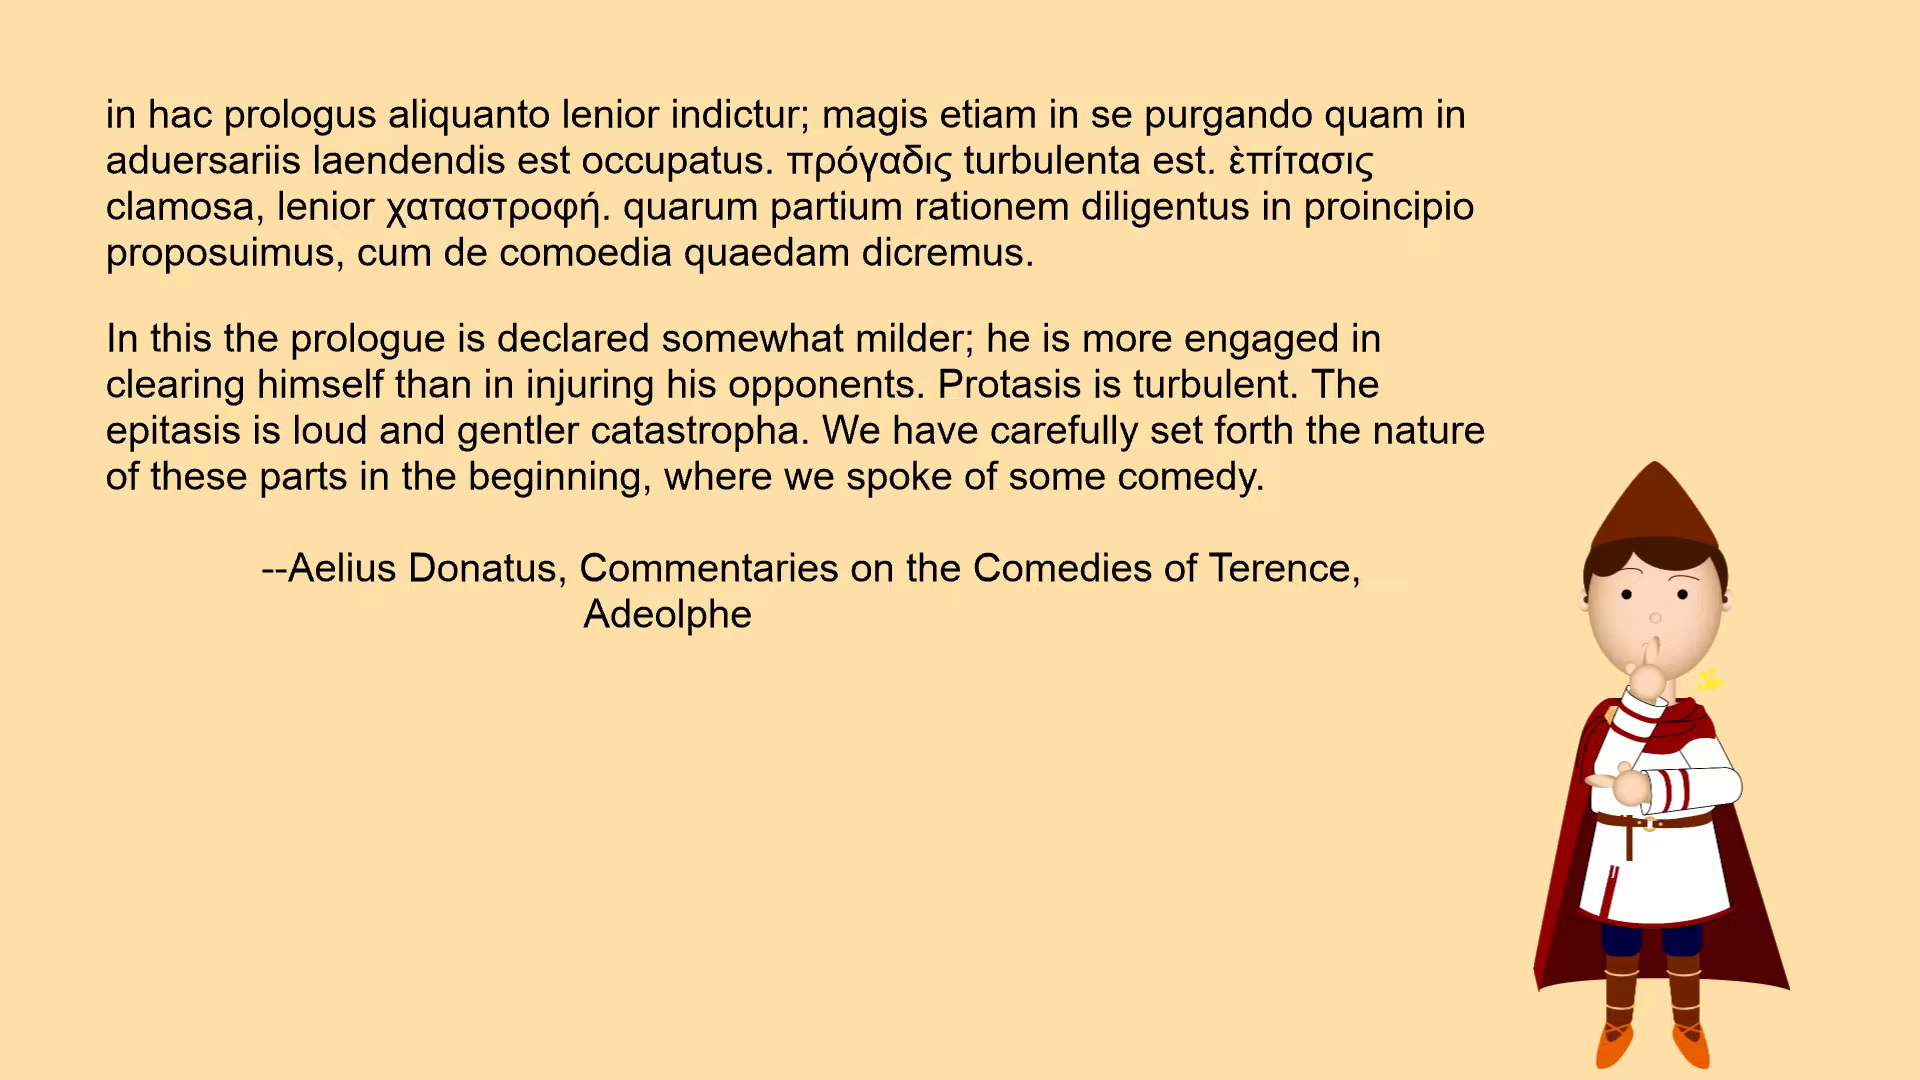 in hac prologus aliquanto lenior indictur; magis etiam in se purgando quam in
aduersariis laendendis est occupatus. πρόγαδις turbulenta est. ὲπίτασις
clamosa, lenior χαταστροφή. quarum partium rationem diligentus in proincipio
proposuimus, cum de comoedia quaedam dicremus.
In this the prologue is declared somewhat milder; he is more engaged in
clearing himself than in injuring his opponents. Protasis is turbulent. The
epitasis is loud and gentler catastropha. We have carefully set forth the nature
of these parts in the beginning, where we spoke of some comedy.
--Aelius Donatus, Commentaries on the Comedies of Terence,
Adeolphe